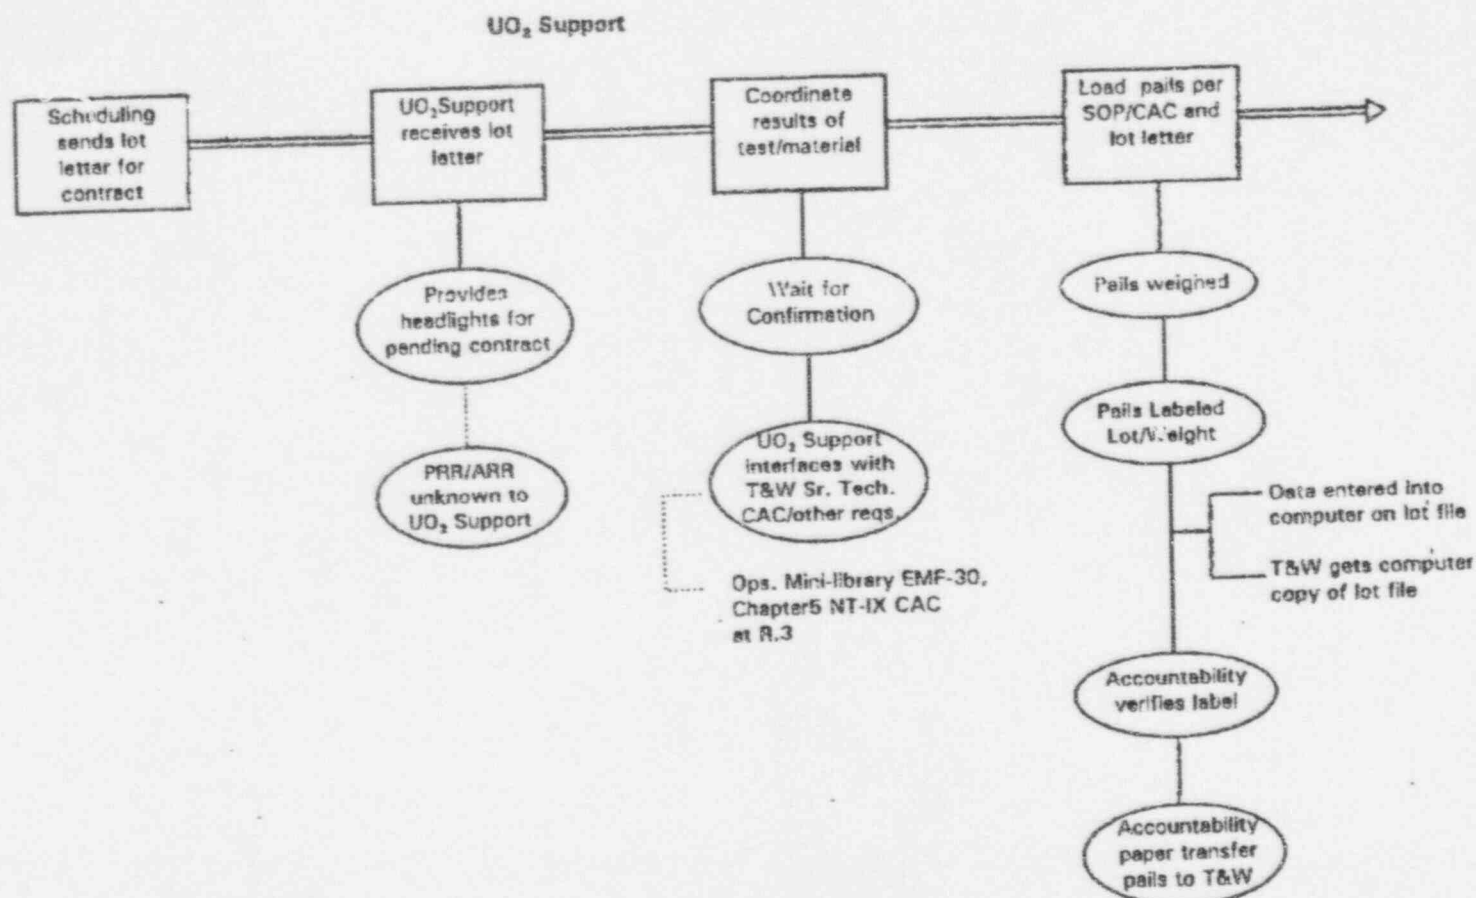 UO₂ Support
Scheduling
sends lot
letter for
contract
UO₂Support
receives lot
letter
Coordinate
results of
test/material
Load pails per
SOP/CAC and
lot letter
Provides
headlights for
pending contract
Wait for
Confirmation
Pails weighed
PRR/ARR
unknown to
UO₂ Support
UO₂ Support
interfaces with
T&W Sr. Tech.
CAC/other reqs.
Pails Labeled
Lot/Weight
Data entered into
computer on lot file
T&W gets computer
copy of lot file
Ops. Mini-library EMF-30,
Chapter5 NT-IX CAC
at R.3
Accountability
verifies label
Accountability
paper transfer
pails to T&W